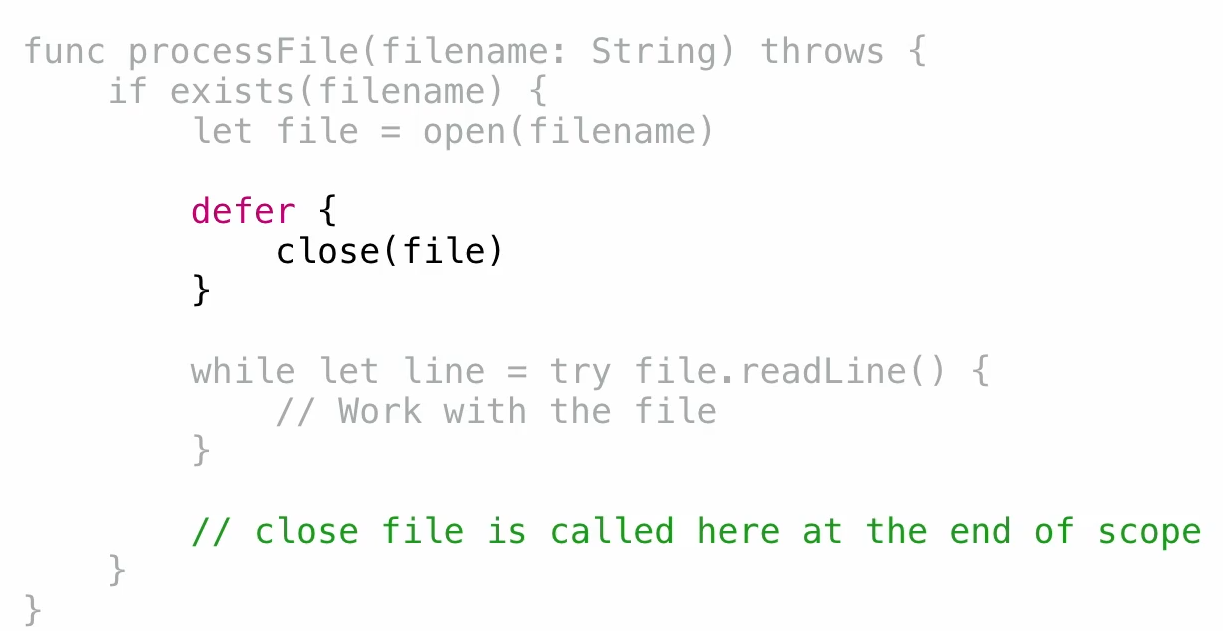 func processFile(filename: String) throws {
    if exists(filename) {
        let file = open(filename)
        defer {
            close(file)
        }
        while let line = try file.readLine() {
            // Work with the file
        }
        // close file is called here at the end of scope
    }
}